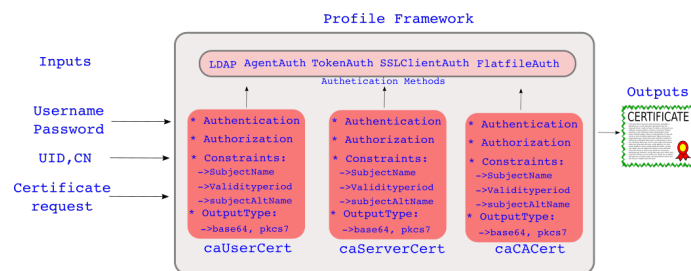 Profile Framework
Inputs
LDAP AgentAuth TokenAuth SSLClientAuth FlatfileAuth
Authetication Methods
Outputs
Username
Password
UID,CN
Certificate
request
* Authentication
* Authorization
* Constraints:
->SubjectName
->Validityperiod
->subjectAltName
* OutputType:
->base64, pkcs7
caUserCert
* Authentication
* Authorization
* Constraints:
->SubjectName
->Validityperiod
->subjectAltName
* OutputType:
->base64, pkcs7
caServerCert
* Authentication
* Authorization
* Constraints:
->SubjectName
->Validityperiod
->subjectAltName
* OutputType:
->base64, pkcs7
caCACert
CERTIFICATE